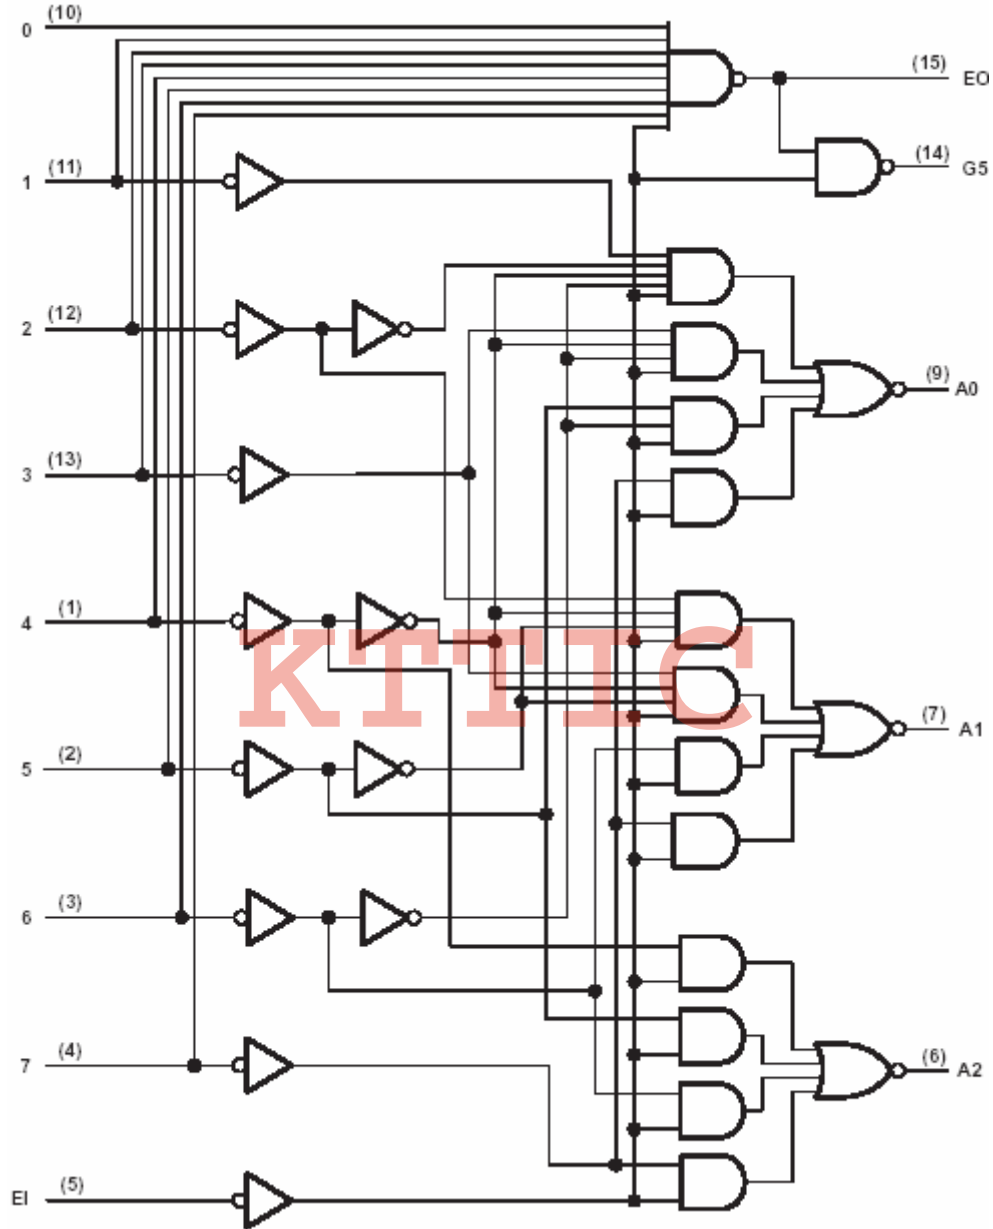 0 (10)
(15) EO
(14) G5
1 (11)
2 (12)
(9) A0
3 (13)
4 (1)
KTTIC
(7) A1
5 (2)
6 (3)
7 (4)
(6) A2
EI (5)